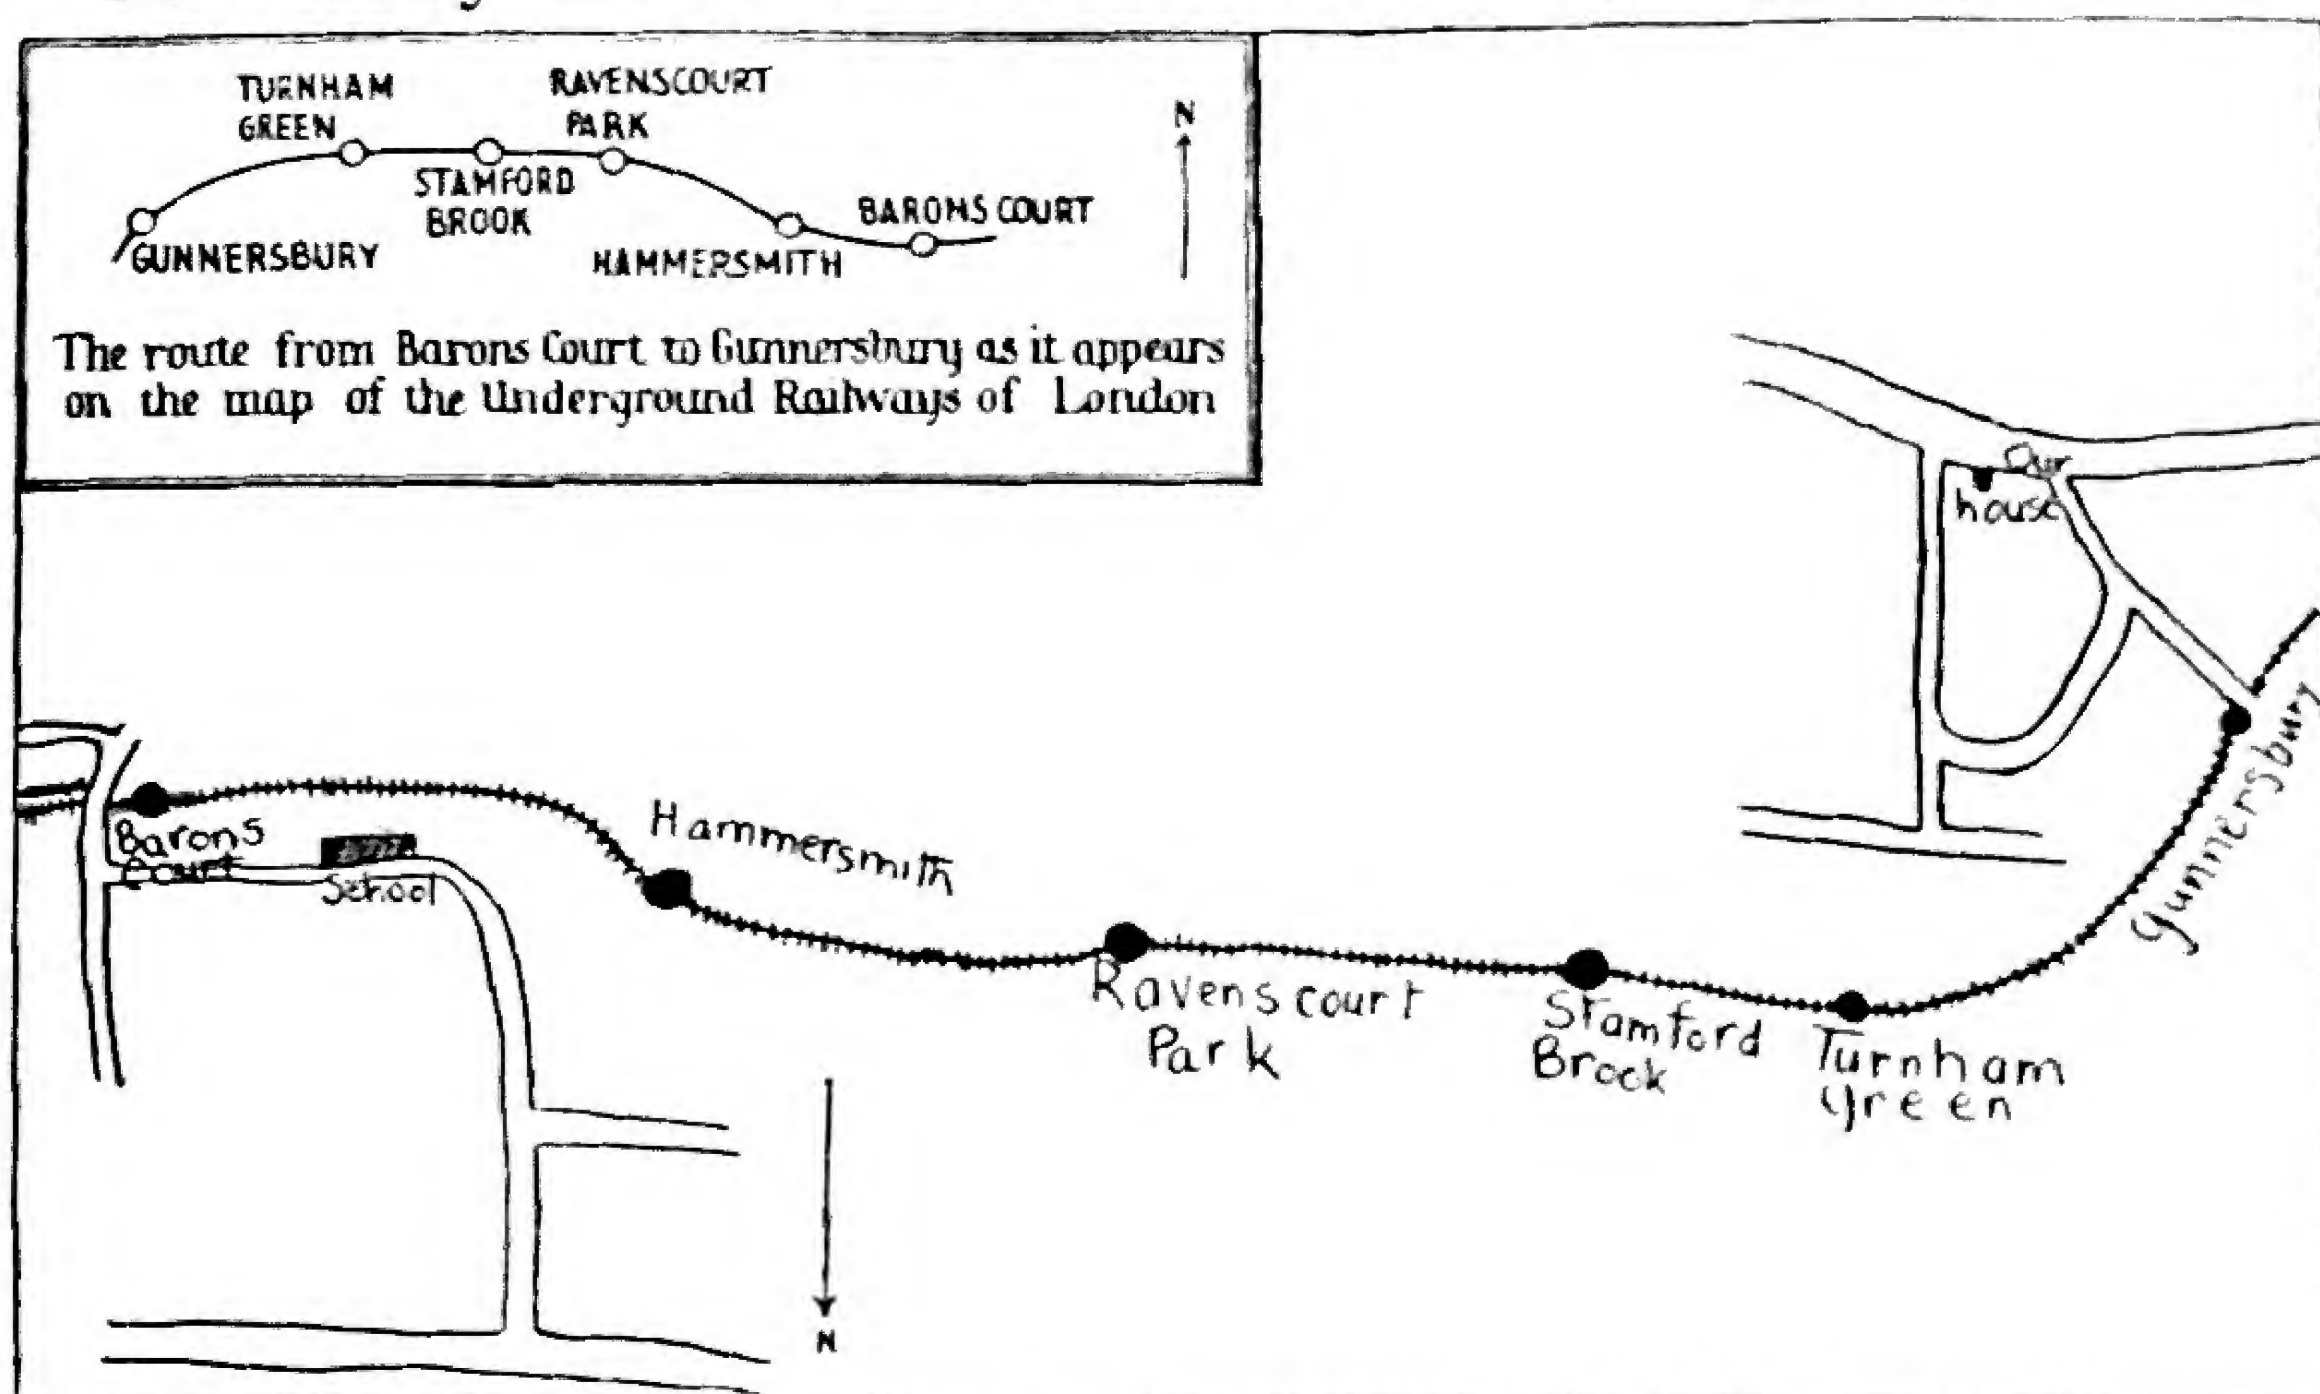 TURNHAM
GREEN
RAVENSCOURT
PARK
N
STAMFORD
BROOK
BARONS COURT
GUNNERSBURY
HAMMERSMITH
The route from Barons Court to Gunnersbury as it appears
on the map of the Underground Railways of London
Our
house
Barons
Court
School
Hammersmith
Gunnersbury
Ravenscourt
Park
Stamford
Brook
Turnham
Green
N